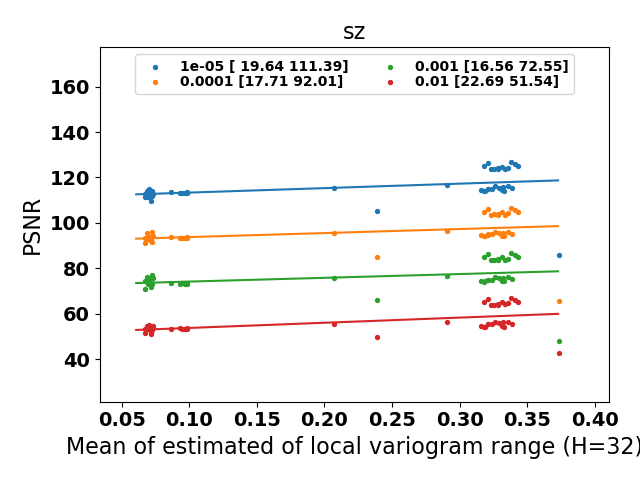 sz
1e-05 [ 19.64 111.39]
0.0001 [17.71 92.01]
0.001 [16.56 72.55]
0.01 [22.69 51.54]
PSNR
160
140
120
100
80
60
40
0.05 0.10 0.15 0.20 0.25 0.30 0.35 0.40
Mean of estimated of local variogram range (H=32)